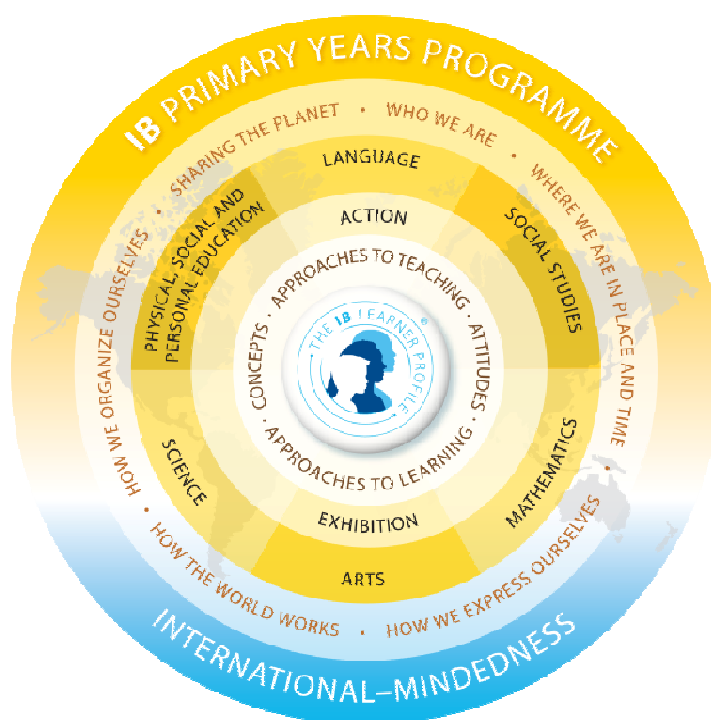 IB PRIMARY YEARS PROGRAMME
SHARING THE PLANET
WHO WE ARE
WHERE WE ARE IN PLACE AND TIME
HOW WE EXPRESS OURSELVES
HOW THE WORLD WORKS
HOW WE ORGANIZE OURSELVES
LANGUAGE
SOCIAL STUDIES
MATHEMATICS
ARTS
SCIENCE
PHYSICAL, SOCIAL AND
PERSONAL EDUCATION
ACTION
EXHIBITION
APPROACHES TO TEACHING
ATTITUDES
APPROACHES TO LEARNING
CONCEPTS
THE IB LEARNER PROFILE®
INTERNATIONAL–MINDEDNESS